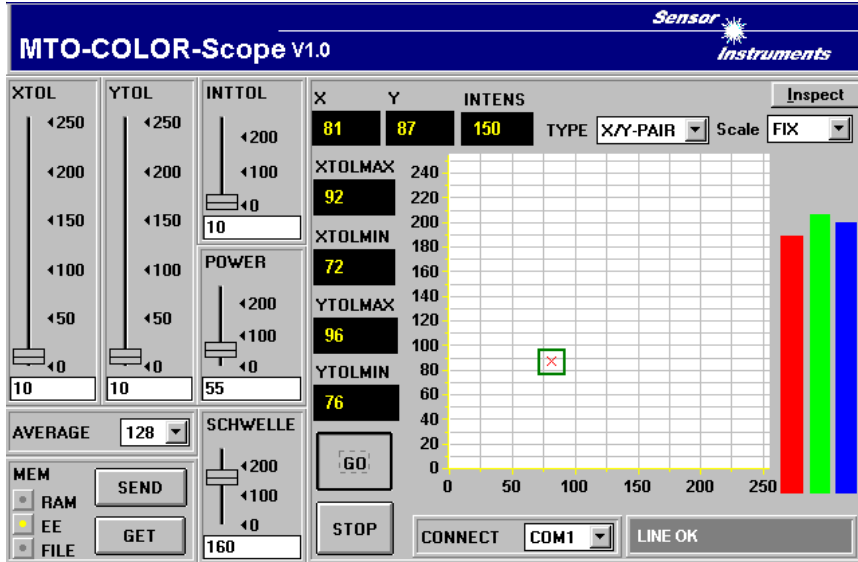 Sensor
Instruments
MTO-COLOR-Scope V1.0
XTOL
250
200
150
100
50
0
10
YTOL
250
200
150
100
50
0
10
INTTOL
200
100
0
10
POWER
200
100
0
55
SCHWELLE
200
100
0
160
AVERAGE 128
MEM
RAM
EE
FILE
SEND
GET
X Y INTENS
81 87 150
TYPE X/Y-PAIR Scale FIX
Inspect
XTOLMAX
92
XTOLMIN
72
YTOLMAX
96
YTOLMIN
76
GO
STOP
240
220
200
180
160
140
120
100
80
60
40
20
0
0 50 100 150 200 250
CONNECT COM1 LINE OK